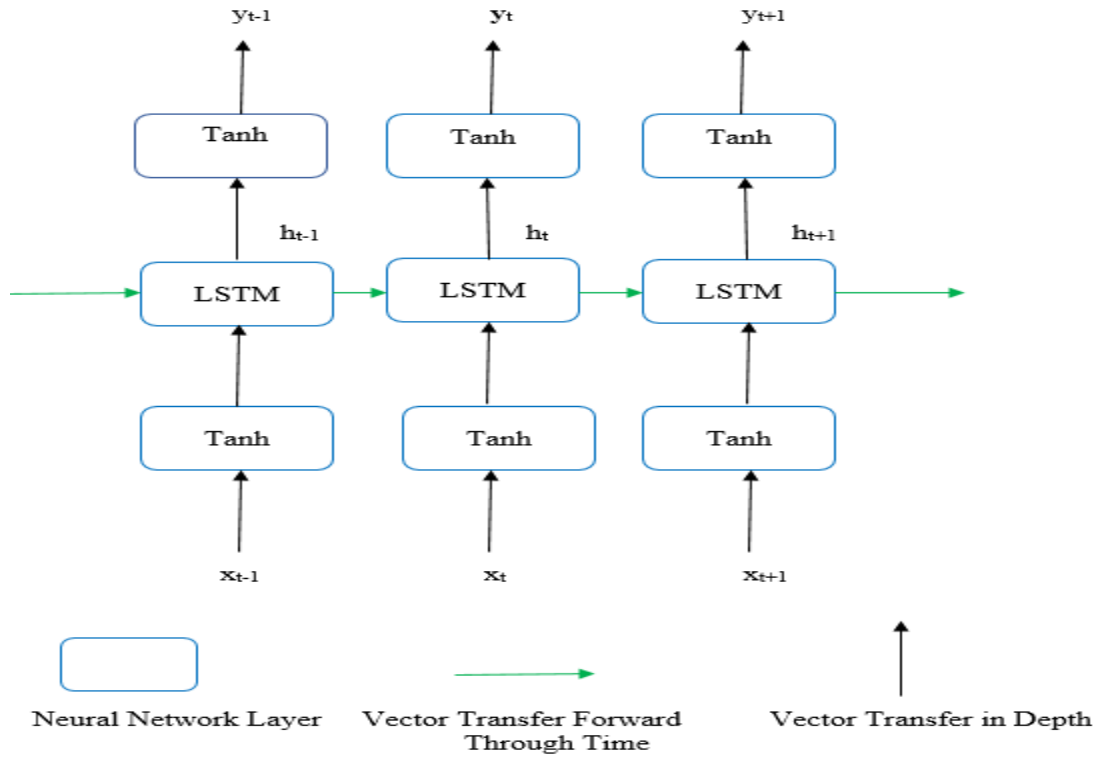 yt-1 yt yt+1
Tanh Tanh Tanh
ht-1 ht ht+1
LSTM LSTM LSTM
Tanh Tanh Tanh
xt-1 xt xt+1
Neural Network Layer
Vector Transfer Forward
Through Time
Vector Transfer in Depth